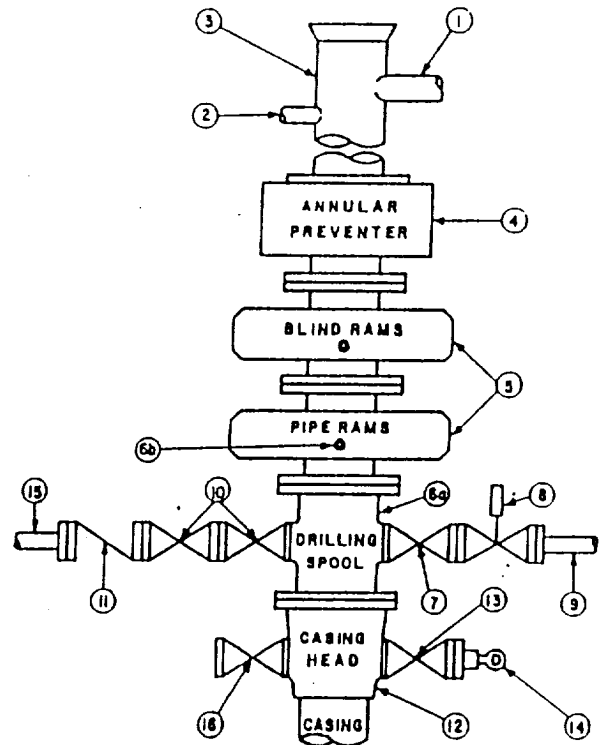 1
3
2
ANNULAR
PREVENTER
4
BLIND RAMS
5
PIPE RAMS
6b
6a
8
15
10
DRILLING
SPOOL
11
7
9
13
CASING
HEAD
16
12
14
CASING